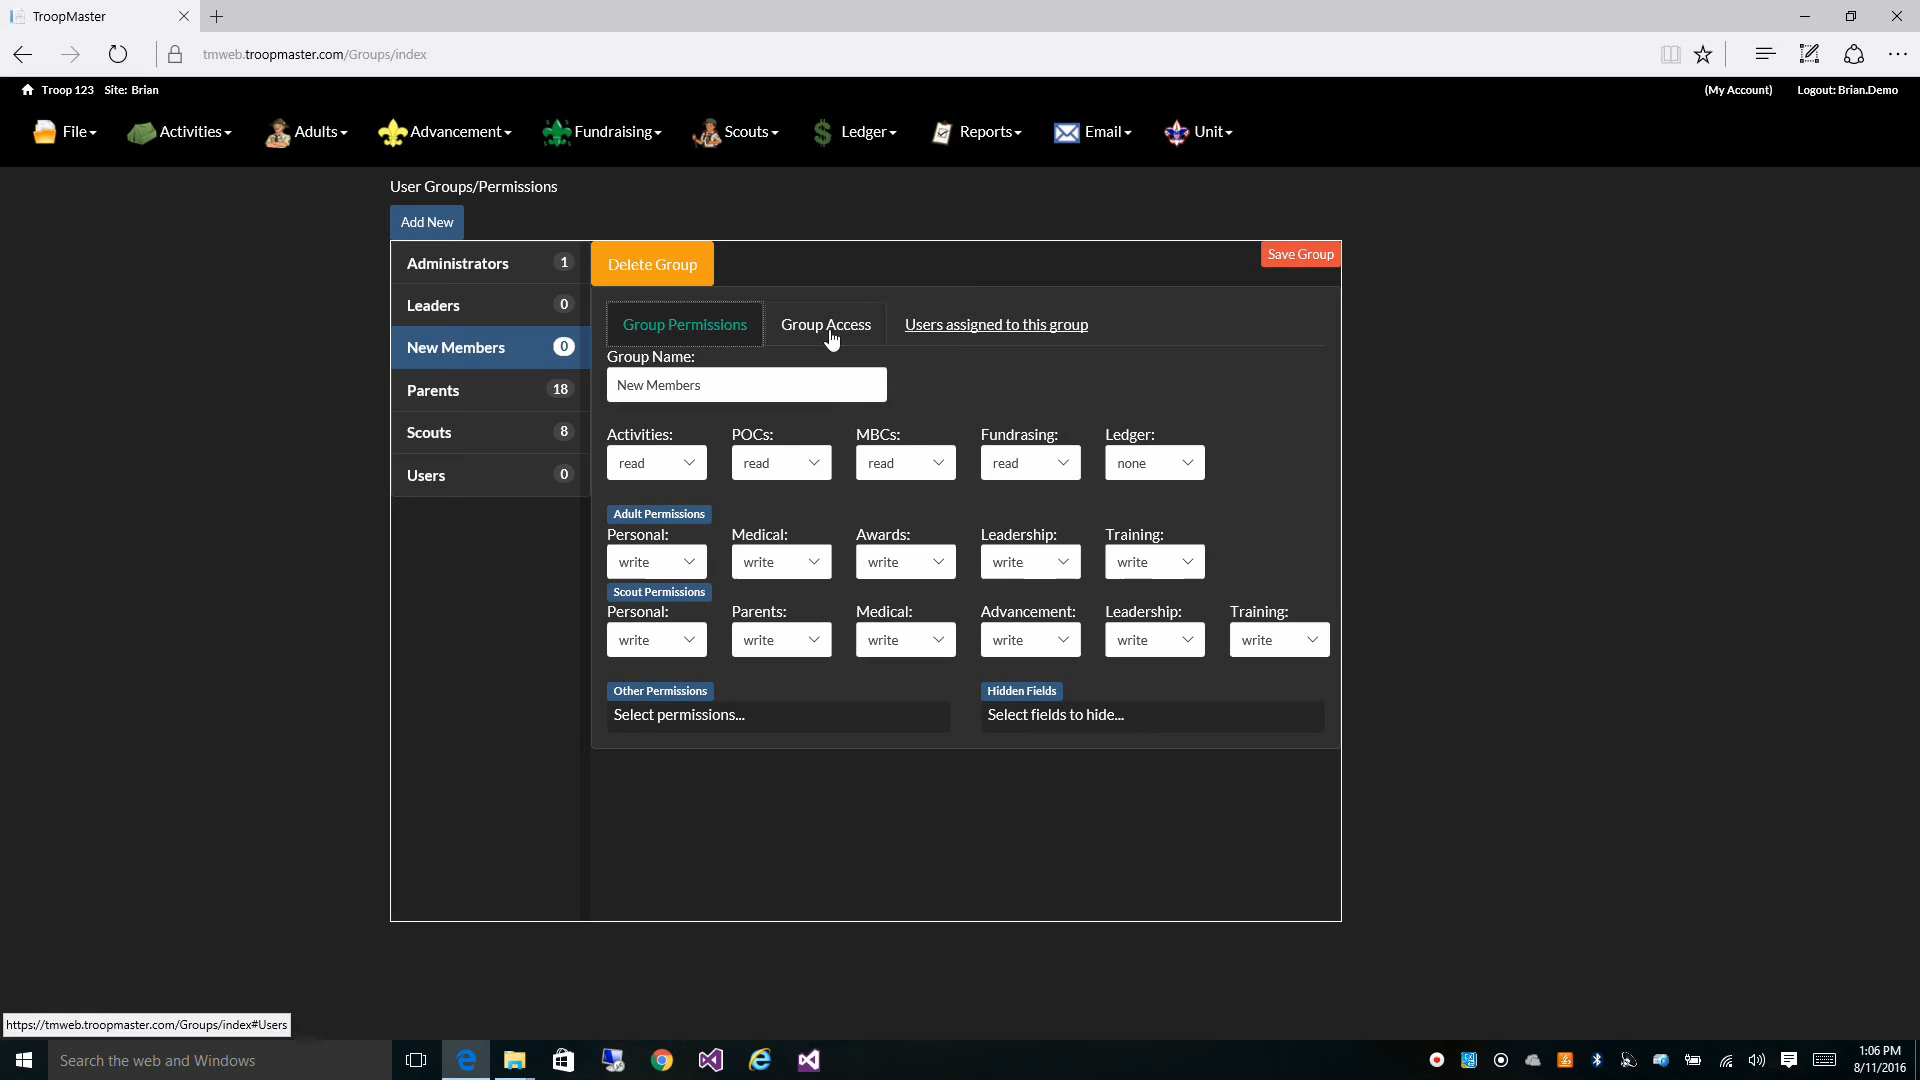 TroopMaster
tmweb.troopmaster.com/Groups/index
Troop 123 Site: Brian
(My Account) Logout: Brian.Demo
File Activities Adults Advancement Fundraising Scouts Ledger Reports Email Unit
User Groups/Permissions
Add New
Administrators 1
Leaders 0
New Members 0
Parents 18
Scouts 8
Users 0
Delete Group
Save Group
Group Permissions Group Access Users assigned to this group
Group Name:
New Members
Activities: POCs: MBCs: Fundrasing: Ledger:
read read read read none
Adult Permissions
Personal: Medical: Awards: Leadership: Training:
write write write write write
Scout Permissions
Personal: Parents: Medical: Advancement: Leadership: Training:
write write write write write write
Other Permissions Hidden Fields
Select permissions... Select fields to hide...
https://tmweb.troopmaster.com/Groups/index#Users
Search the web and Windows
1:06 PM
8/11/2016